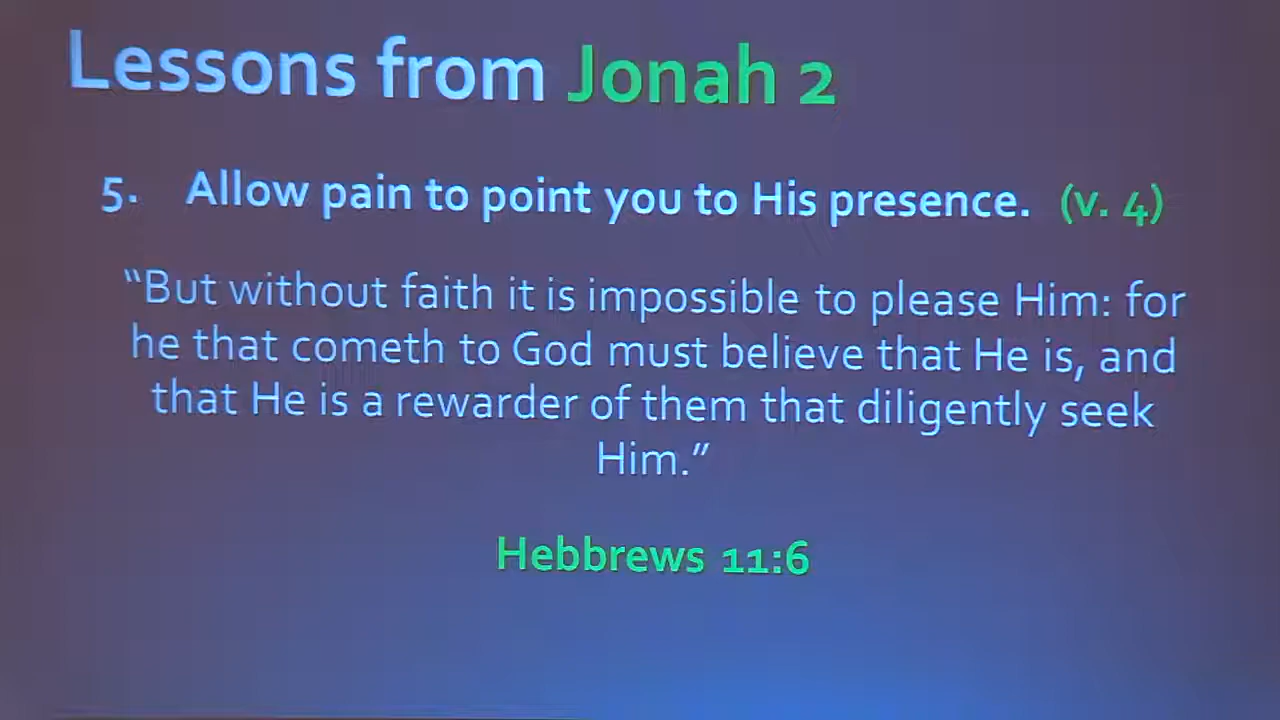 Lessons from Jonah 2
5. Allow pain to point you to His presence. (v. 4)
“But without faith it is impossible to please Him: for
he that cometh to God must believe that He is, and
that He is a rewarder of them that diligently seek
Him.”
Hebbrews 11:6